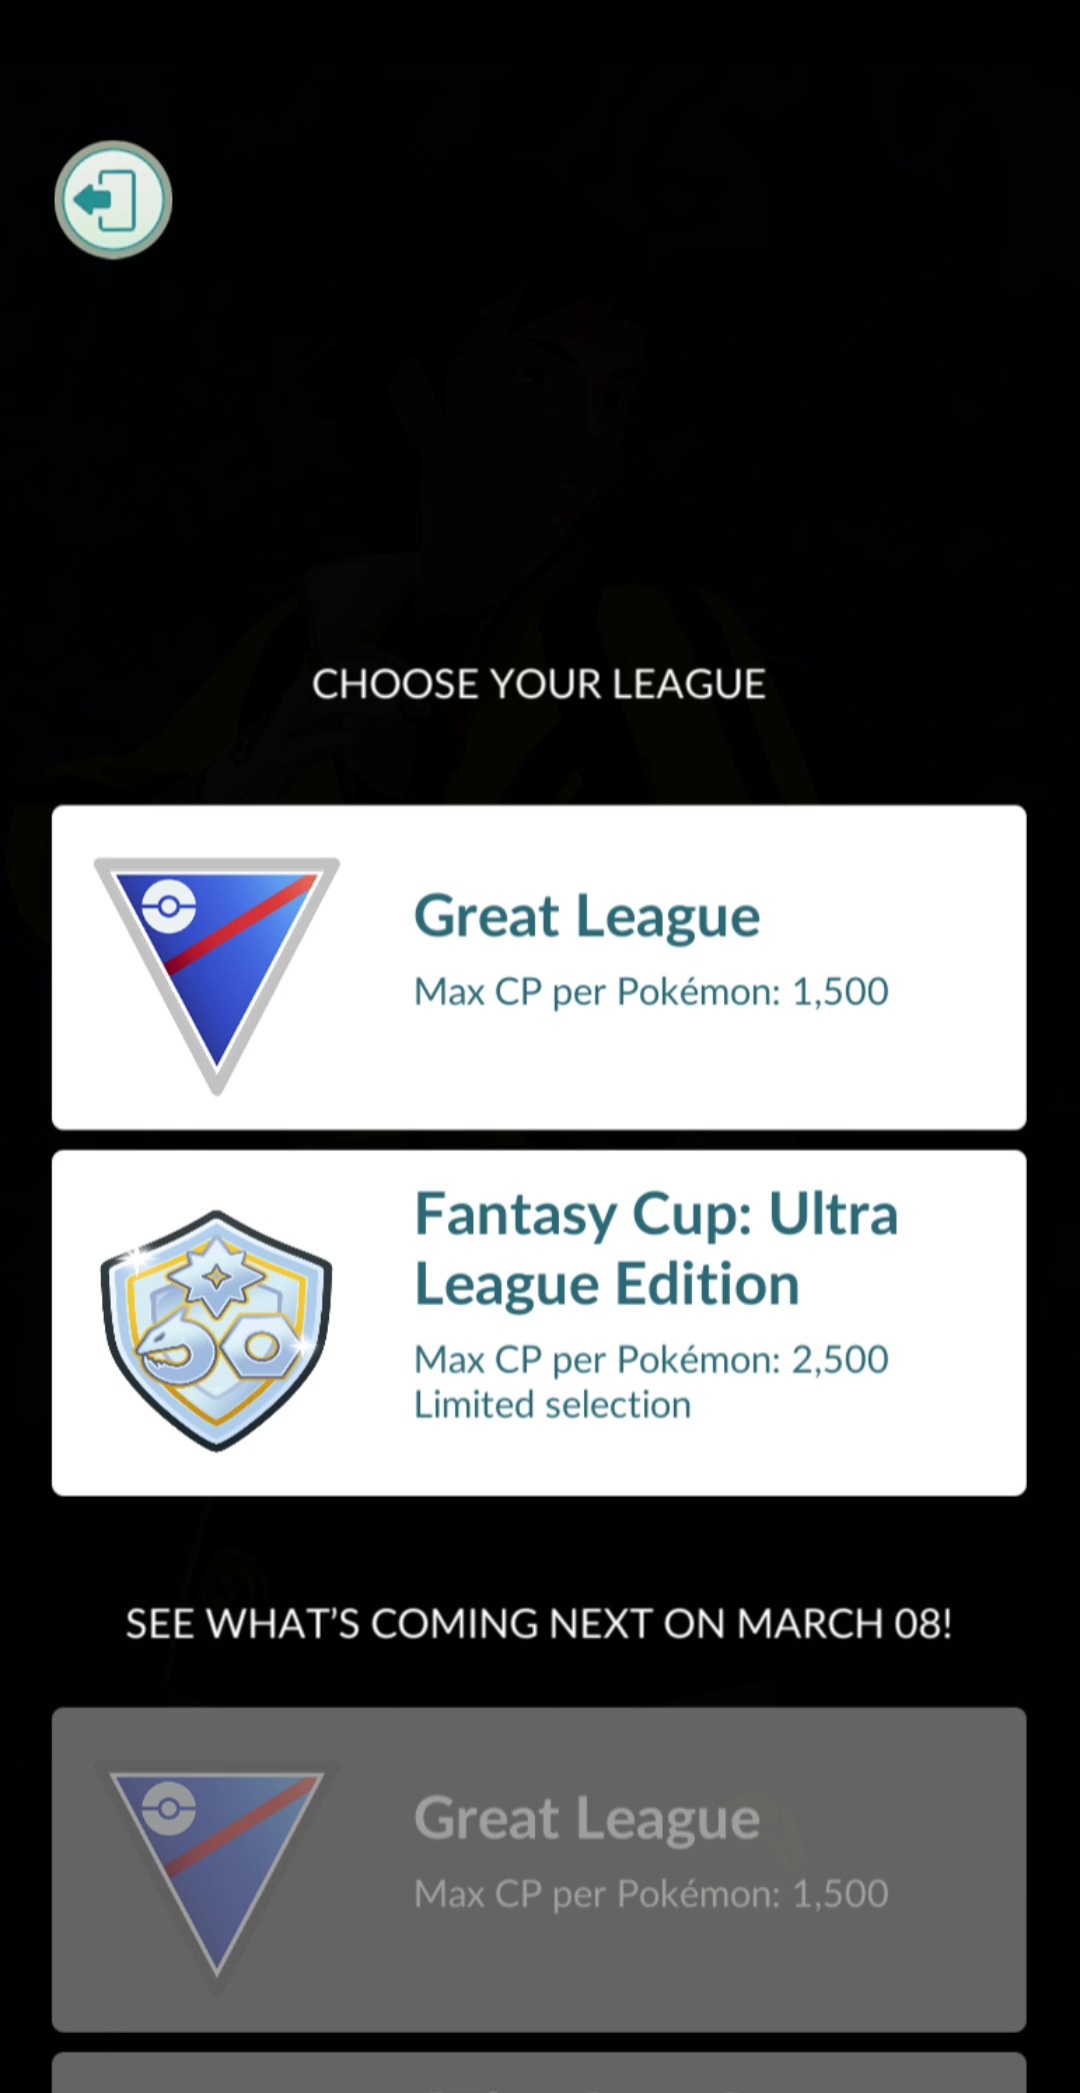 CHOOSE YOUR LEAGUE
Great League
Max CP per Pokémon: 1,500
Fantasy Cup: Ultra
League Edition
Max CP per Pokémon: 2,500
Limited selection
SEE WHAT'S COMING NEXT ON MARCH 08!
Great League
Max CP per Pokémon: 1,500